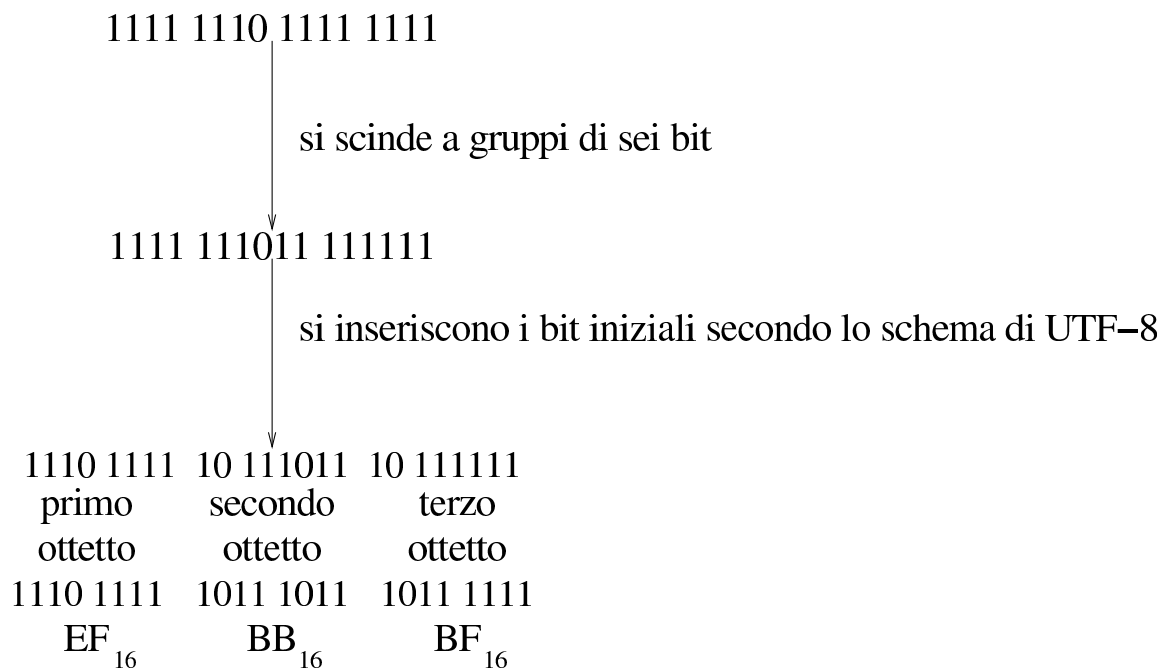 1111 1110 1111 1111
si scinde a gruppi di sei bit
1111 111011 111111
si inseriscono i bit iniziali secondo lo schema di UTF−8
1110 1111 10 111011 10 111111
primo secondo terzo
ottetto ottetto ottetto
1110 1111 1011 1011 1011 1111
EF16 BB16 BF16